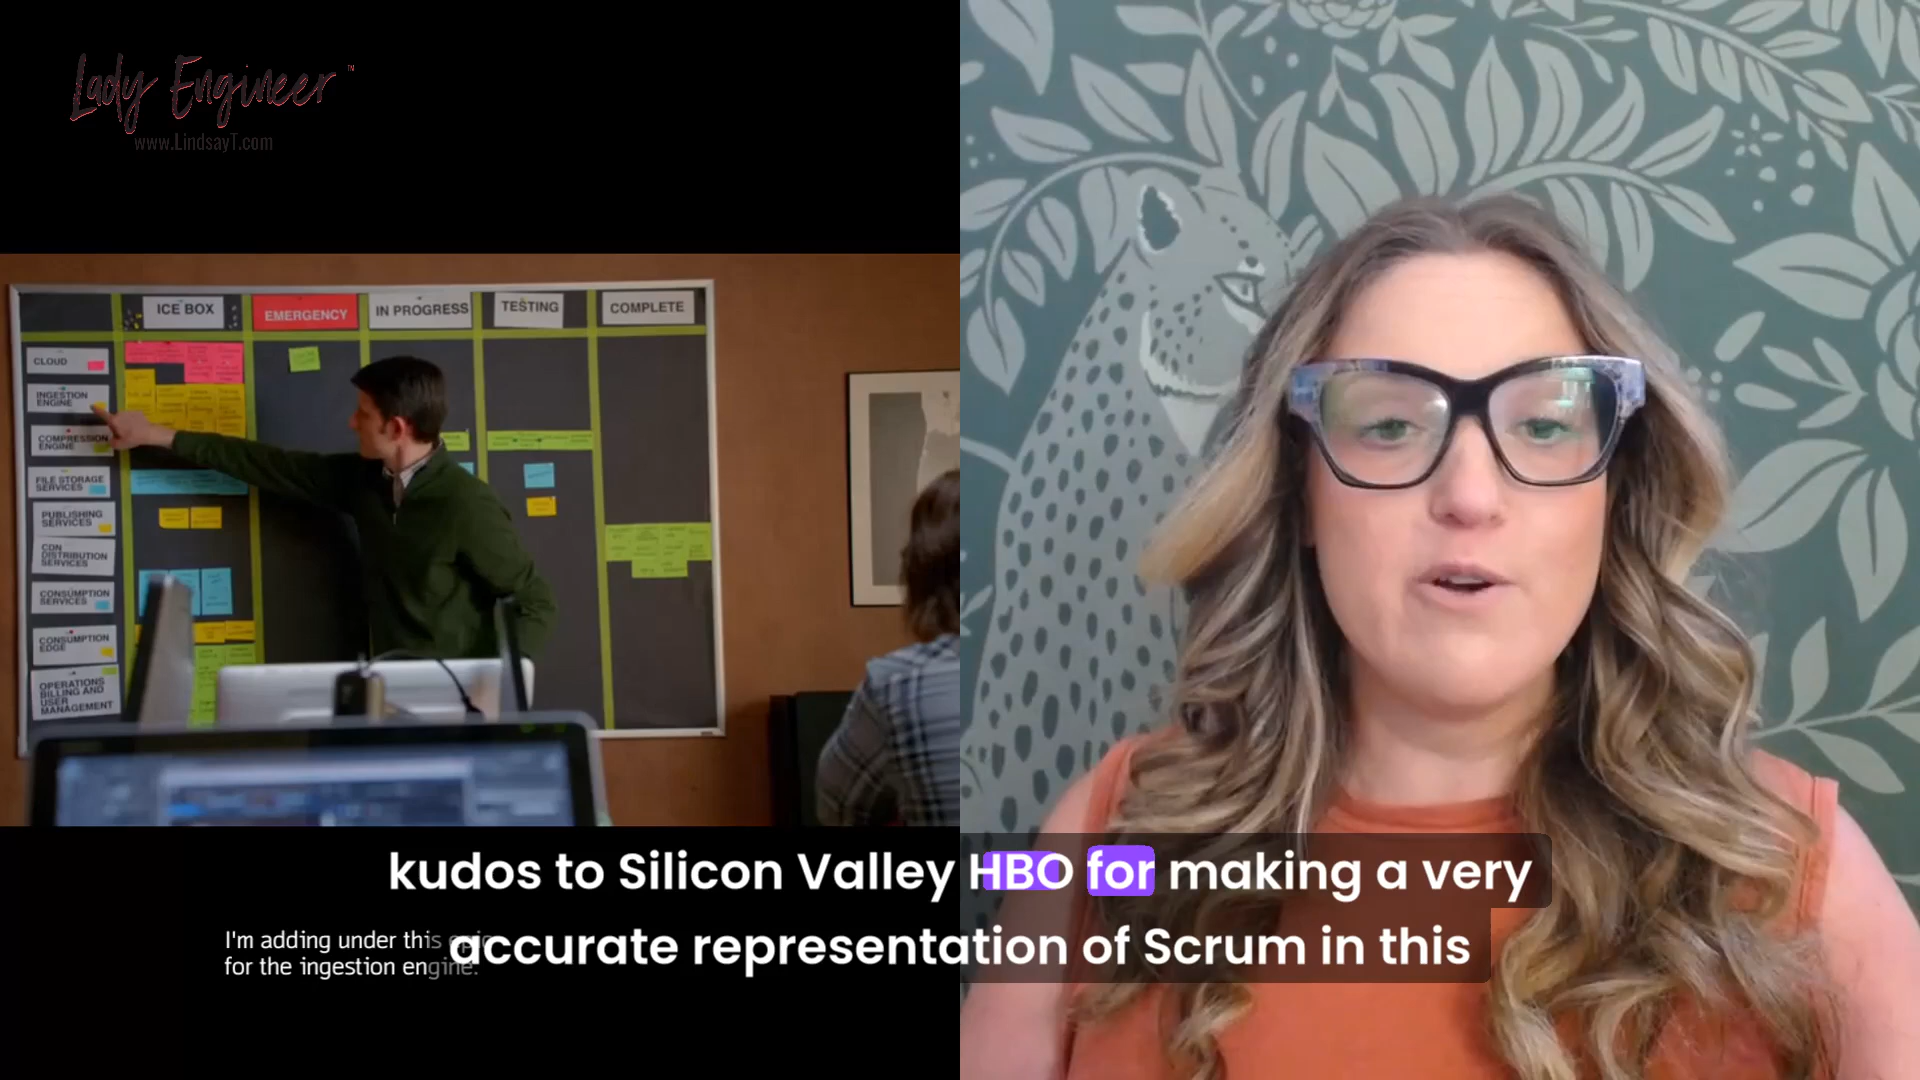 Lady Engineer™
www.LindsayT.com
ICE BOX
EMERGENCY
IN PROGRESS
TESTING
COMPLETE
CLOUD
INGESTION
ENGINE
COMPRESSION
ENGINE
FILE STORAGE
SERVICES
PUBLISHING
SERVICES
CDN
DISTRIBUTION
SERVICES
CONSUMPTION
SERVICES
CONSUMPTION
EDGE
OPERATIONS
BILLING AND
USER
MANAGEMENT
kudos to Silicon Valley HBO for making a very
accurate representation of Scrum in this
I'm adding under this epic
for the ingestion engine.